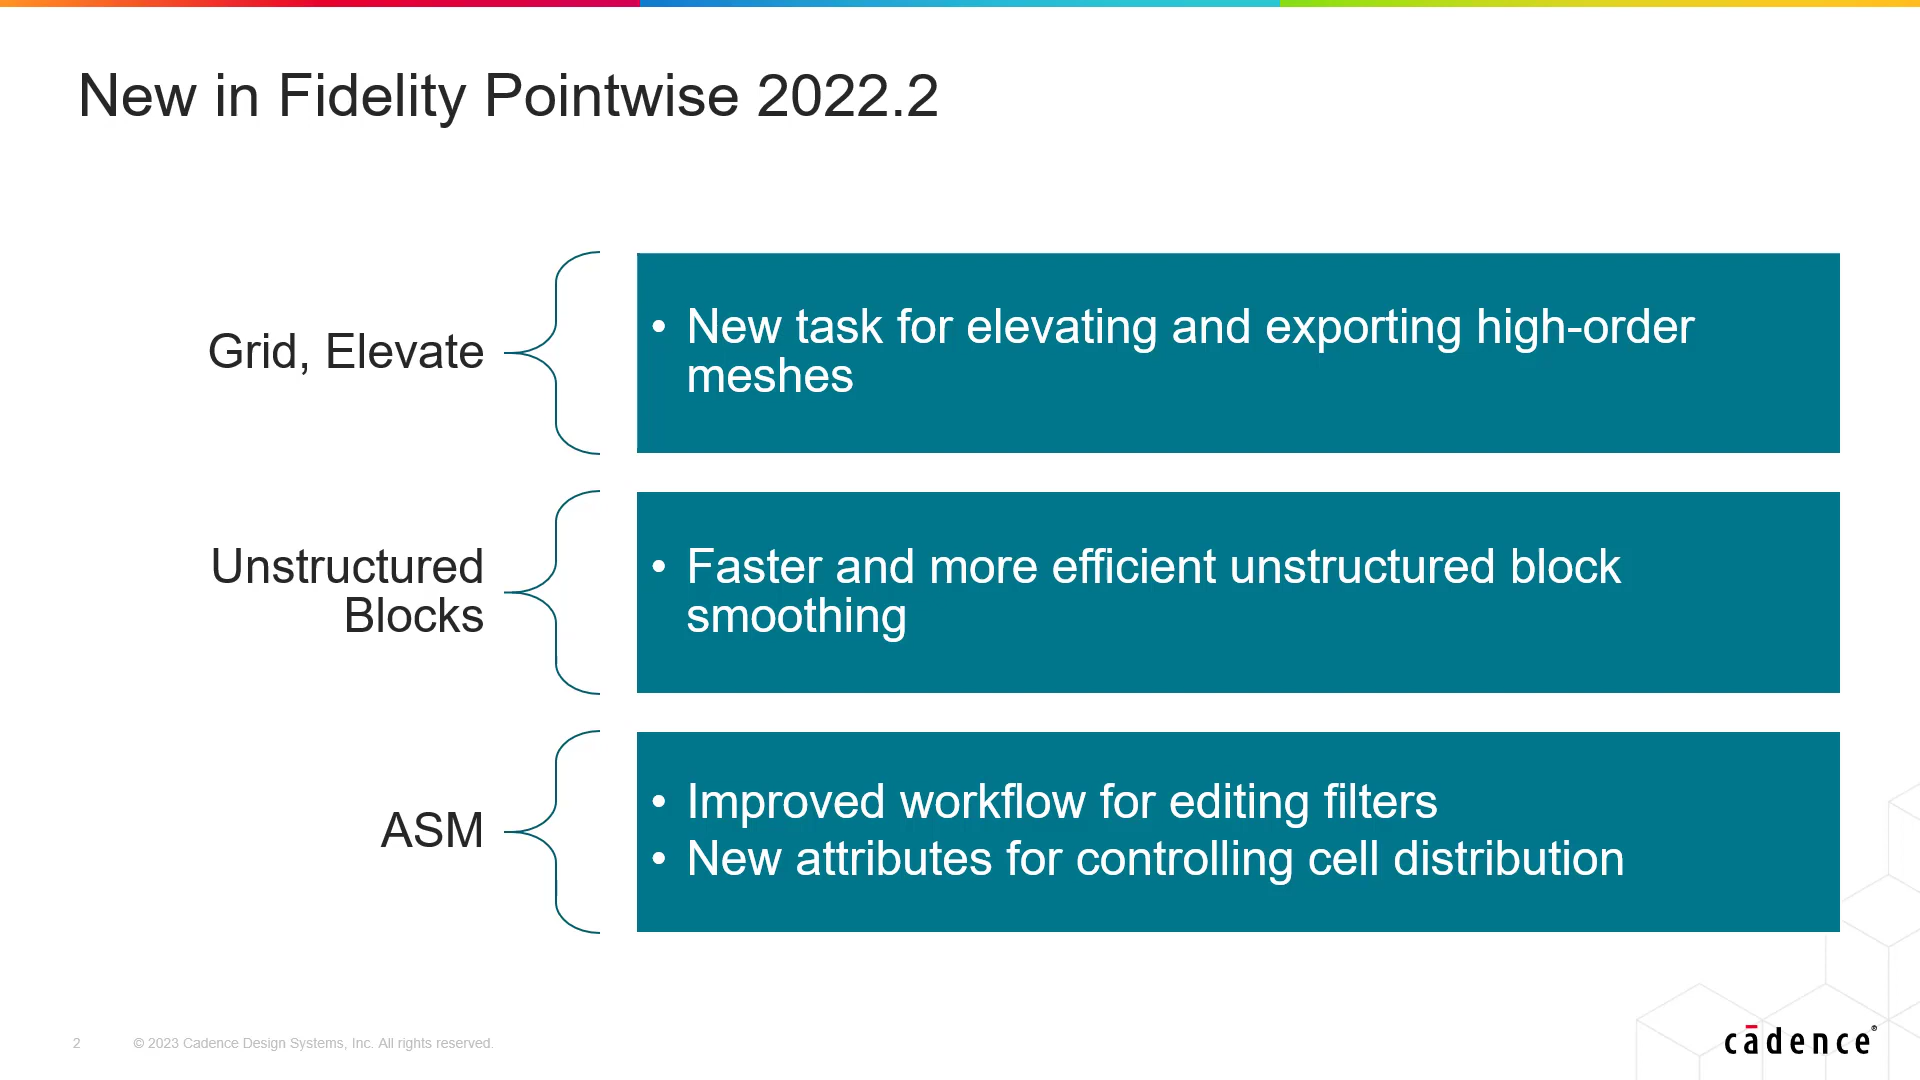 New in Fidelity Pointwise 2022.2
Grid, Elevate
• New task for elevating and exporting high-order
meshes
Unstructured
Blocks
• Faster and more efficient unstructured block
smoothing
ASM
• Improved workflow for editing filters
• New attributes for controlling cell distribution
2
© 2023 Cadence Design Systems, Inc. All rights reserved.
cādence®